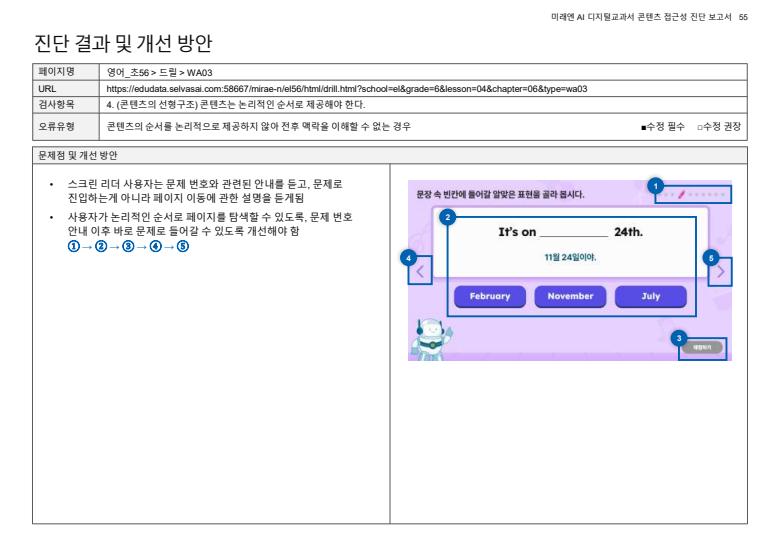 미래엔 AI 디지털교과서 콘텐츠 접근성 진단 보고서 55
진단 결과 및 개선 방안
페이지명 영어_초56 > 드릴 > WA03
URL https://edudata.selvasai.com:58667/mirae-n/el56/html/drill.html?school=el&grade=6&lesson=04&chapter=06&type=wa03
검사항목 4. (콘텐츠의 선형구조) 콘텐츠는 논리적인 순서로 제공해야 한다.
오류유형 콘텐츠의 순서를 논리적으로 제공하지 않아 전후 맥락을 이해할 수 없는 경우 ■수정 필수 □수정 권장
문제점 및 개선 방안
• 스크린 리더 사용자는 문제 번호와 관련된 안내를 듣고, 문제로
진입하는게 아니라 페이지 이동에 관한 설명을 듣게됨
• 사용자가 논리적인 순서로 페이지를 탐색할 수 있도록, 문제 번호
안내 이후 바로 문제로 들어갈 수 있도록 개선해야 함
①→②→③→④→⑤
문장 속 빈칸에 들어갈 알맞은 표현을 골라 봅시다.
1
2
It's on ________ 24th.
11월 24일이야.
4
5
February November July
3
채점하기